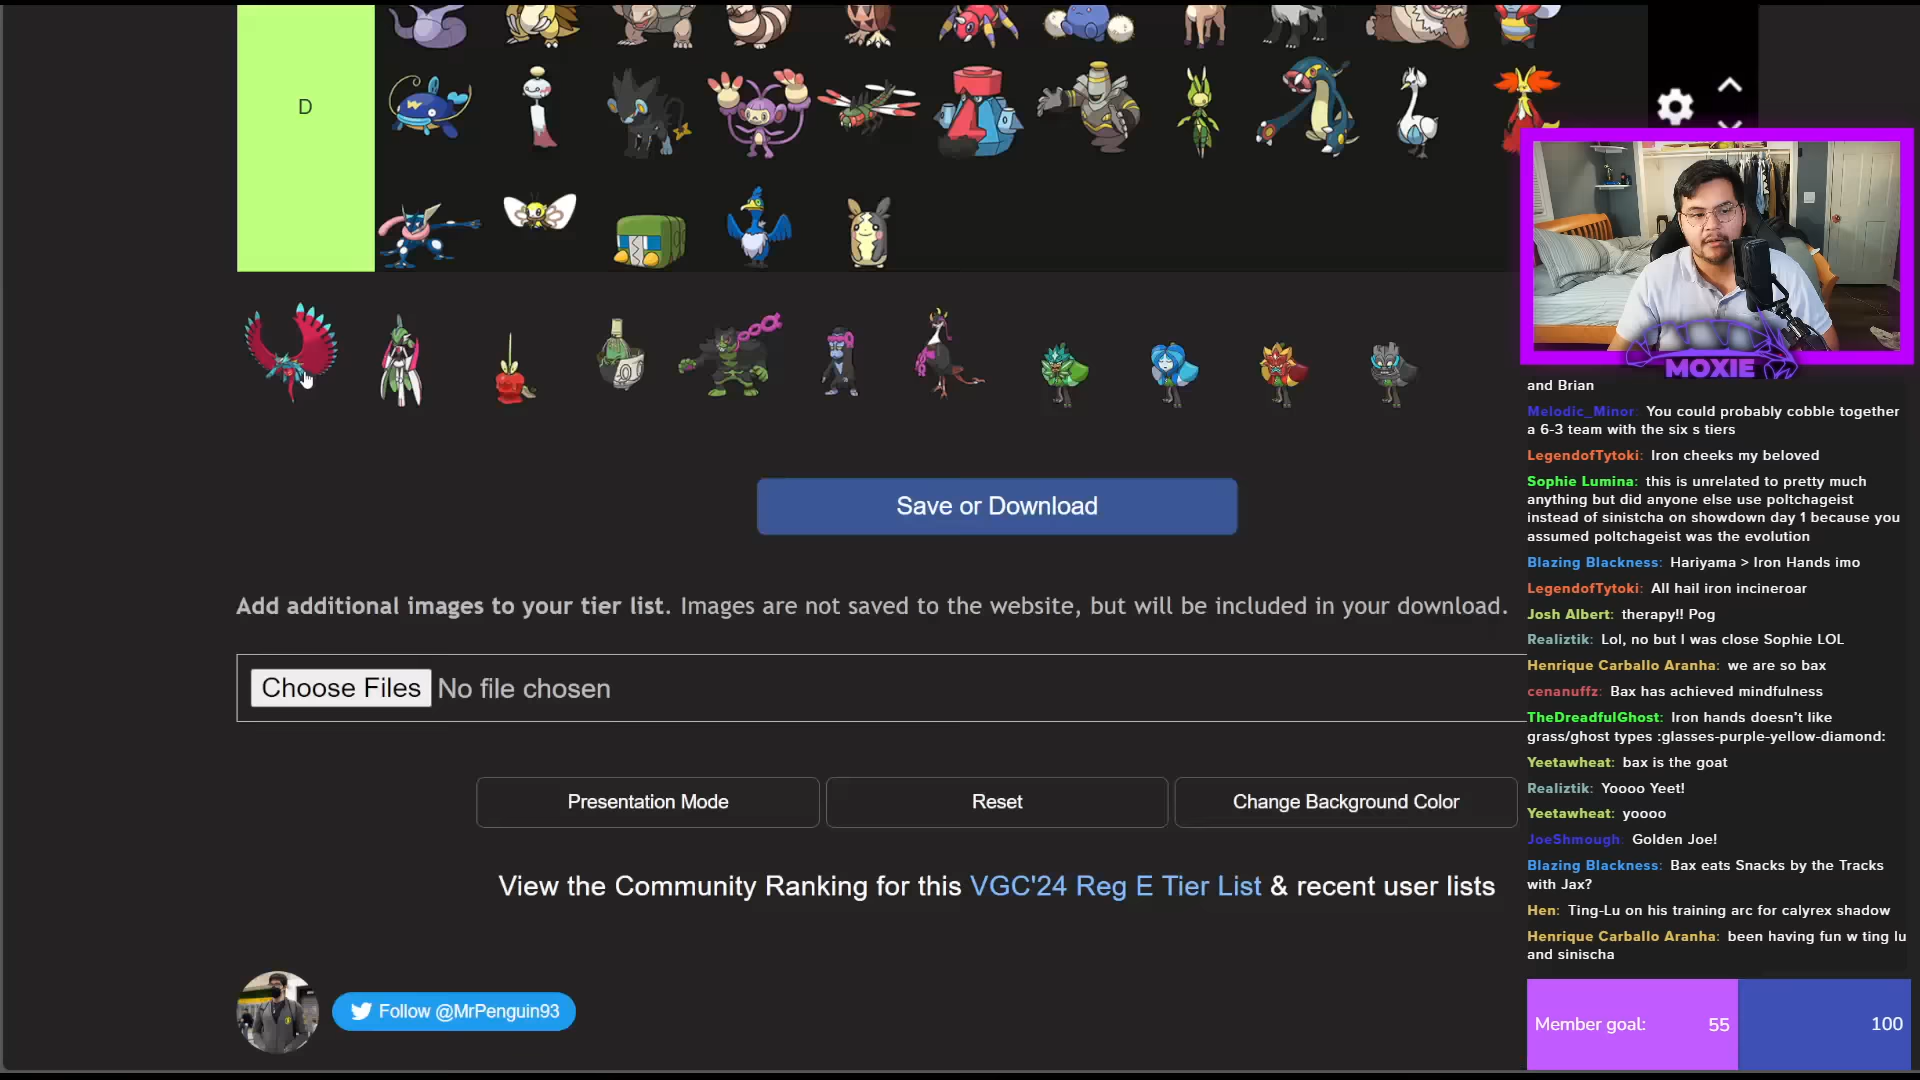 D
MOXIE
and Brian
Melodic_Minor: You could probably cobble together
a 6-3 team with the six s tiers
LegendofTytoki: Iron cheeks my beloved
Sophie Lumina: this is unrelated to pretty much
anything but did anyone else use poltchageist
instead of sinistcha on showdown day 1 because you
assumed poltchageist was the evolution
Blazing Blackness: Hariyama > Iron Hands imo
LegendofTytoki: All hail iron incineroar
Josh Albert: therapy!! Pog
Realiztik: Lol, no but I was close Sophie LOL
Henrique Carballo Aranha: we are so bax
cenanuffz: Bax has achieved mindfulness
TheDreadfulGhost: Iron hands doesn't like
grass/ghost types :glasses-purple-yellow-diamond:
Yeetawheat: bax is the goat
Realiztik: Yoooo Yeet!
Yeetawheat: yoooo
JoeShmough: Golden Joe!
Blazing Blackness: Bax eats Snacks by the Tracks
with Jax?
Hen: Ting-Lu on his training arc for calyrex shadow
Henrique Carballo Aranha: been having fun w ting lu
and sinischa
Member goal: 55 100
Save or Download
Add additional images to your tier list. Images are not saved to the website, but will be included in your download.
Choose Files No file chosen
Presentation Mode Reset Change Background Color
View the Community Ranking for this VGC'24 Reg E Tier List & recent user lists
Follow @MrPenguin93